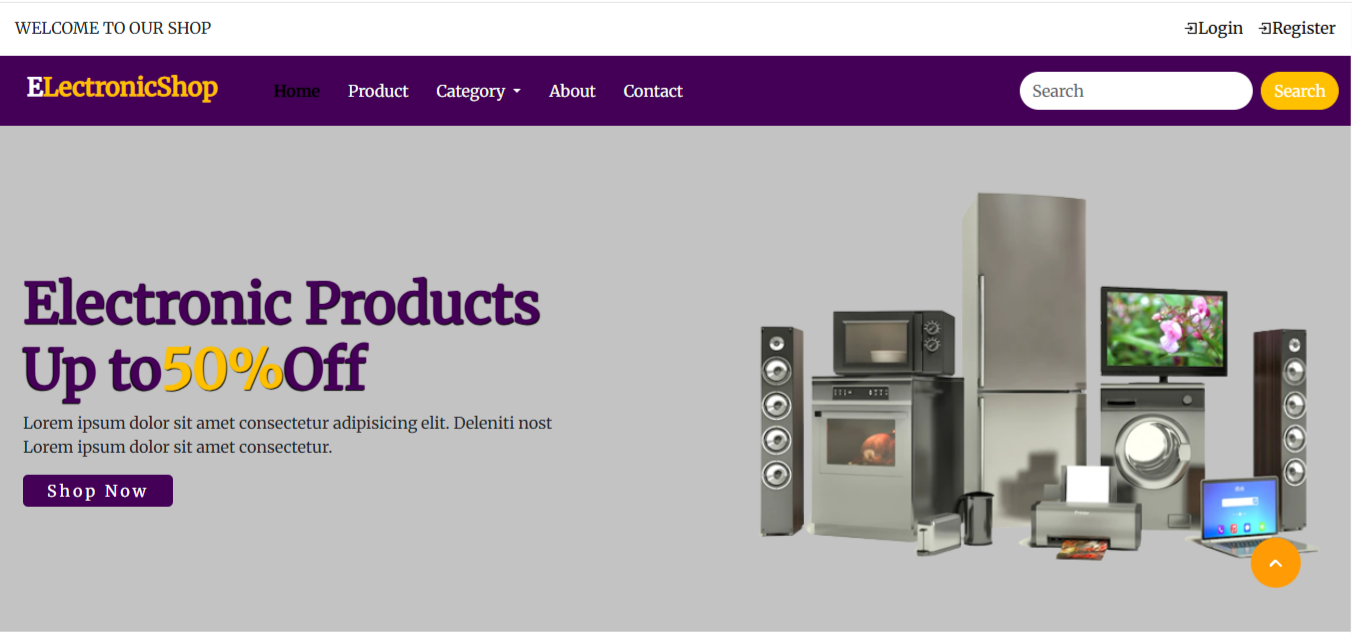 WELCOME TO OUR SHOP
Login Register
ELectronicShop Home Product Category About Contact Search Search
Electronic Products
Up to50%Off
Lorem ipsum dolor sit amet consectetur adipisicing elit. Deleniti nost
Lorem ipsum dolor sit amet consectetur.
Shop Now